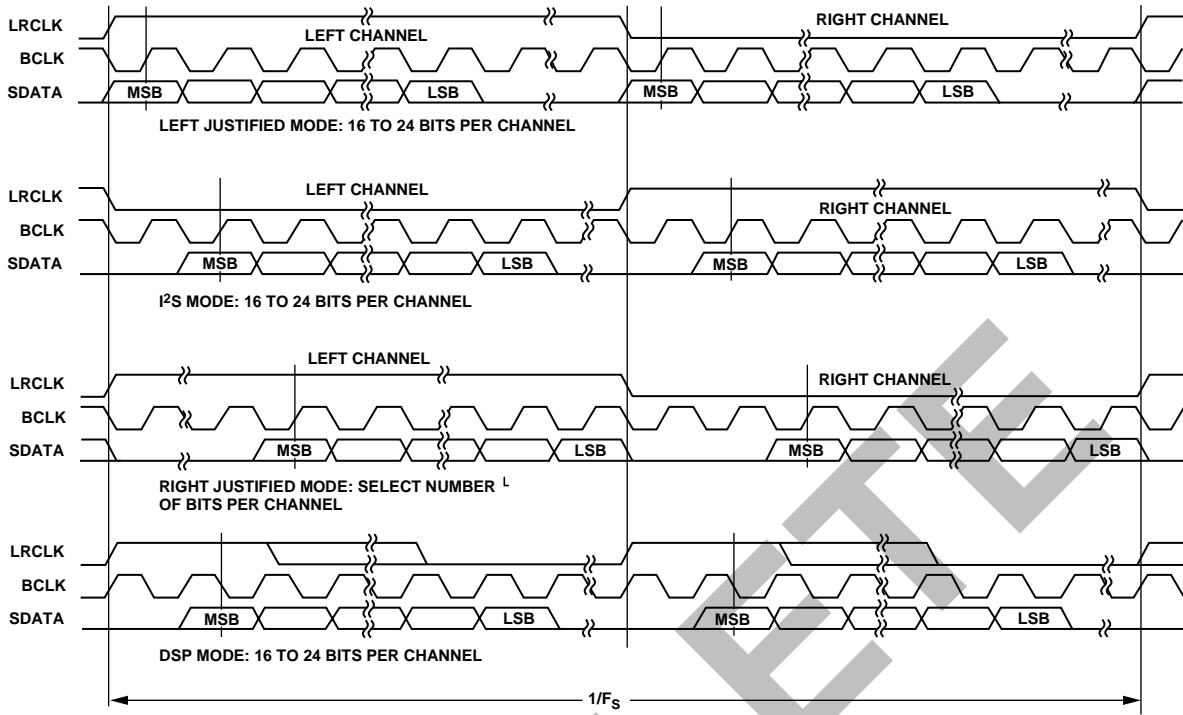 LRCLK
LEFT CHANNEL
RIGHT CHANNEL
BCLK
SDATA
MSB
LSB
MSB
LSB
LEFT JUSTIFIED MODE: 16 TO 24 BITS PER CHANNEL
LRCLK
LEFT CHANNEL
RIGHT CHANNEL
BCLK
SDATA
MSB
LSB
MSB
LSB
I²S MODE: 16 TO 24 BITS PER CHANNEL
LRCLK
LEFT CHANNEL
RIGHT CHANNEL
BCLK
SDATA
MSB
LSB
MSB
LSB
RIGHT JUSTIFIED MODE: SELECT NUMBER L
OF BITS PER CHANNEL
LRCLK
BCLK
SDATA
MSB
LSB
MSB
LSB
DSP MODE: 16 TO 24 BITS PER CHANNEL
1/FS
ETE